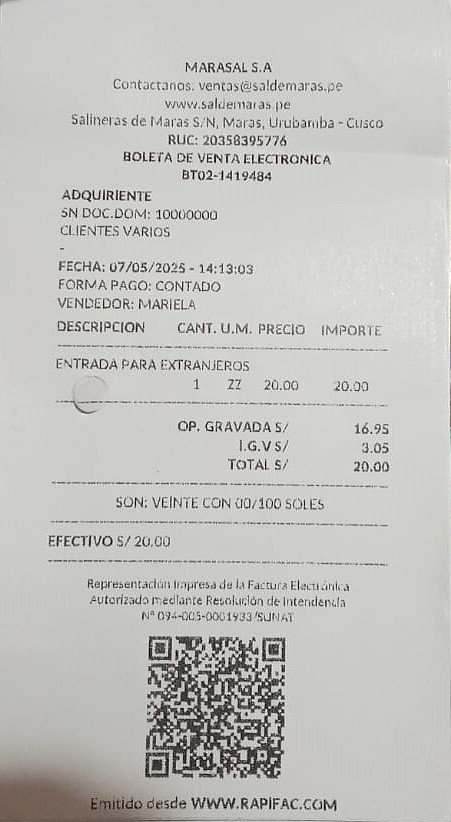 MARASAL S.A
Contactanos: ventas@saldemaras.pe
www.saldemaras.pe
Salineras de Maras S/N, Maras, Urubamba - Cusco
RUC: 20358395776
BOLETA DE VENTA ELECTRONICA
BT02-1419484
ADQUIRIENTE
SN DOC.DOM: 10000000
CLIENTES VARIOS
-
FECHA: 07/05/2025 - 14:13:03
FORMA PAGO: CONTADO
VENDEDOR: MARIELA
DESCRIPCION CANT. U.M. PRECIO IMPORTE
ENTRADA PARA EXTRANJEROS
1 ZZ 20.00 20.00
OP. GRAVADA S/ 16.95
I.G.V S/ 3.05
TOTAL S/ 20.00
SON: VEINTE CON 00/100 SOLES
EFECTIVO S/ 20.00
Representación Impresa de la Factura Electrónica
Autorizado mediante Resolución de Intendencia
N° 094-005-0001933/SUNAT
Emitido desde WWW.RAPIFAC.COM